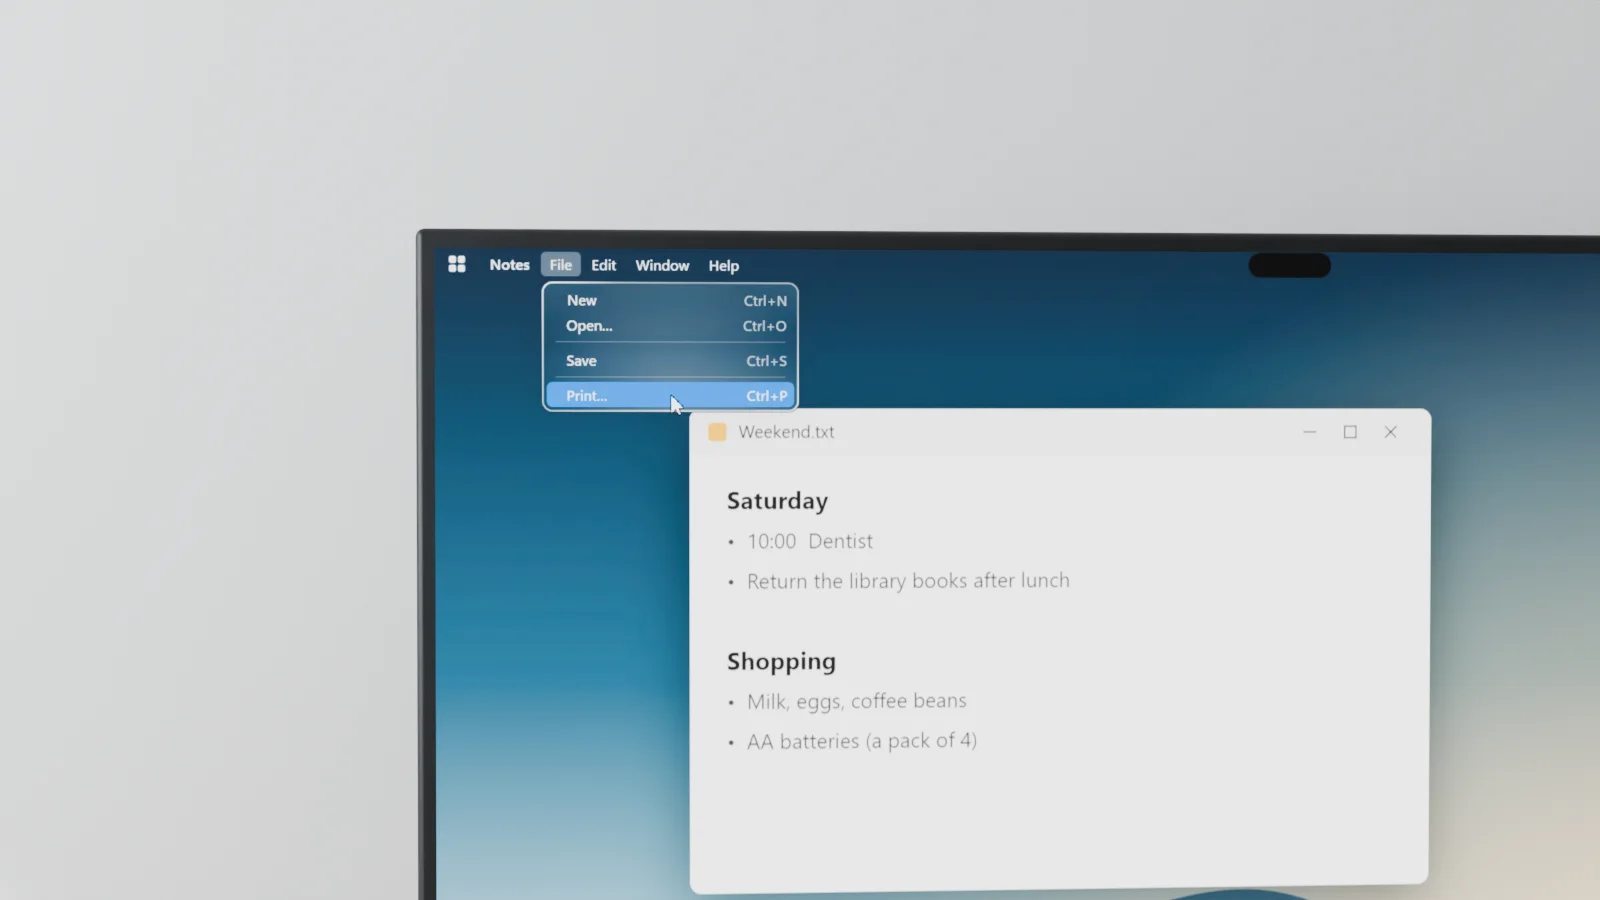 Notes File Edit Window Help
New Ctrl+N
Open... Ctrl+O
Save Ctrl+S
Print... Ctrl+P
Weekend.txt
Saturday
• 10:00 Dentist
• Return the library books after lunch
Shopping
• Milk, eggs, coffee beans
• AA batteries (a pack of 4)